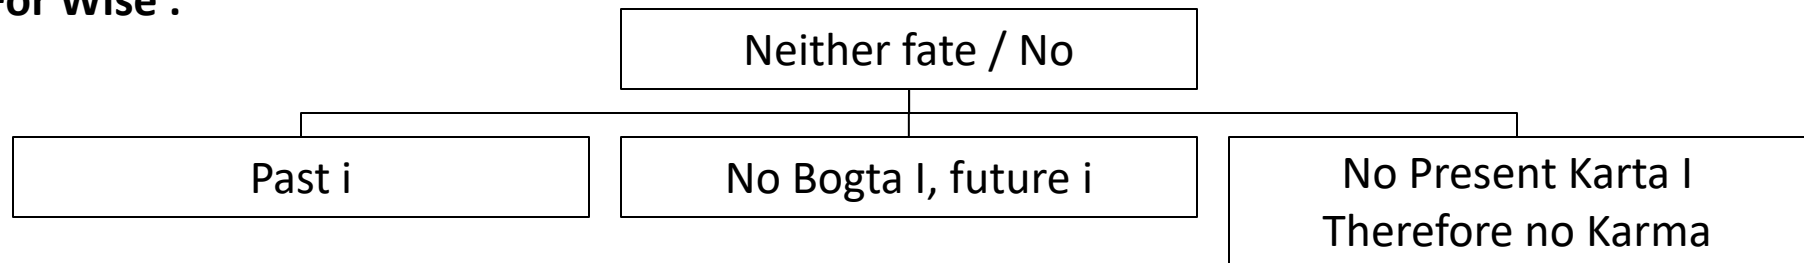 For Wise :
Neither fate / No
Past i
No Bogta I, future i
No Present Karta I
Therefore no Karma